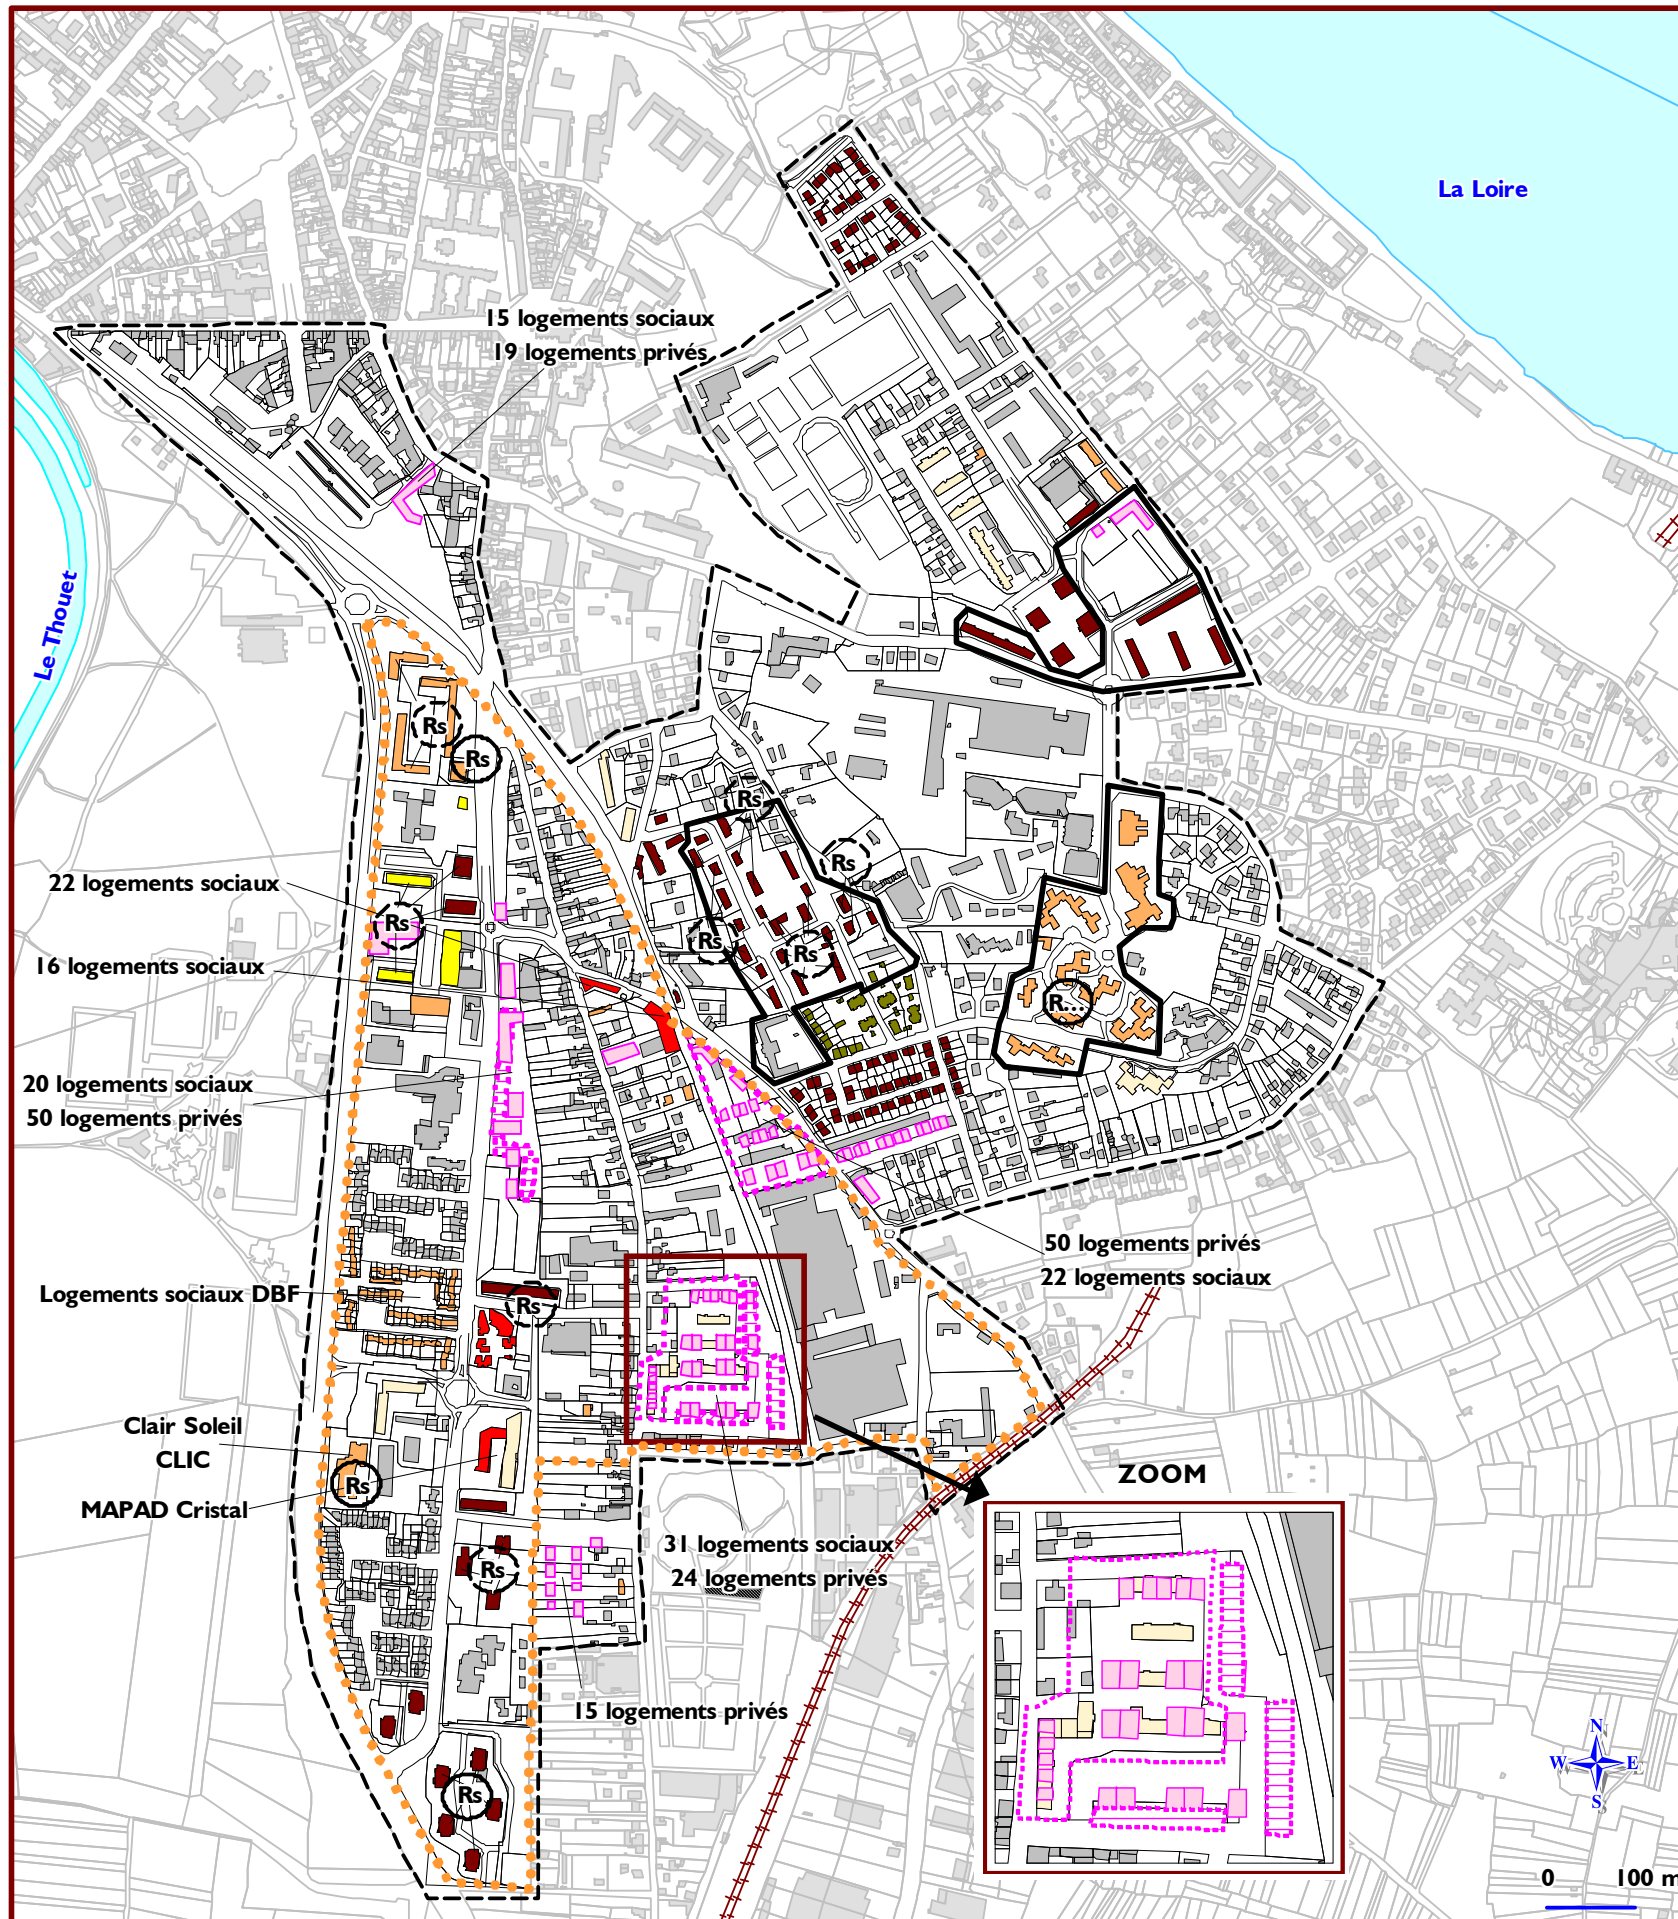 La Loire
15 logements sociaux
19 logements privés
Le Thouet
Rs
Rs
Rs
Rs
22 logements sociaux
Rs
Rs
Rs
16 logements sociaux
R...
20 logements sociaux
50 logements privés
50 logements privés
22 logements sociaux
Logements sociaux DBF
Rs
Clair Soleil
CLIC
ZOOM
Rs
MAPAD Cristal
31 logements sociaux
24 logements privés
Rs
15 logements privés
N
W
E
S
Rs
0
100 m